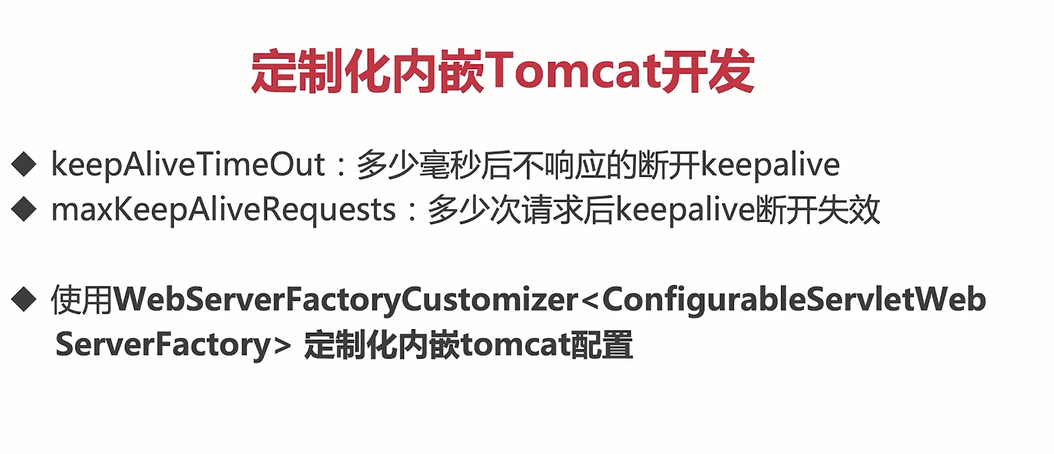 定制化内嵌Tomcat开发
◆ keepAliveTimeOut：多少毫秒后不响应的断开keepalive
◆ maxKeepAliveRequests：多少次请求后keepalive断开失效
◆ 使用WebServerFactoryCustomizer<ConfigurableServletWeb
ServerFactory> 定制化内嵌tomcat配置